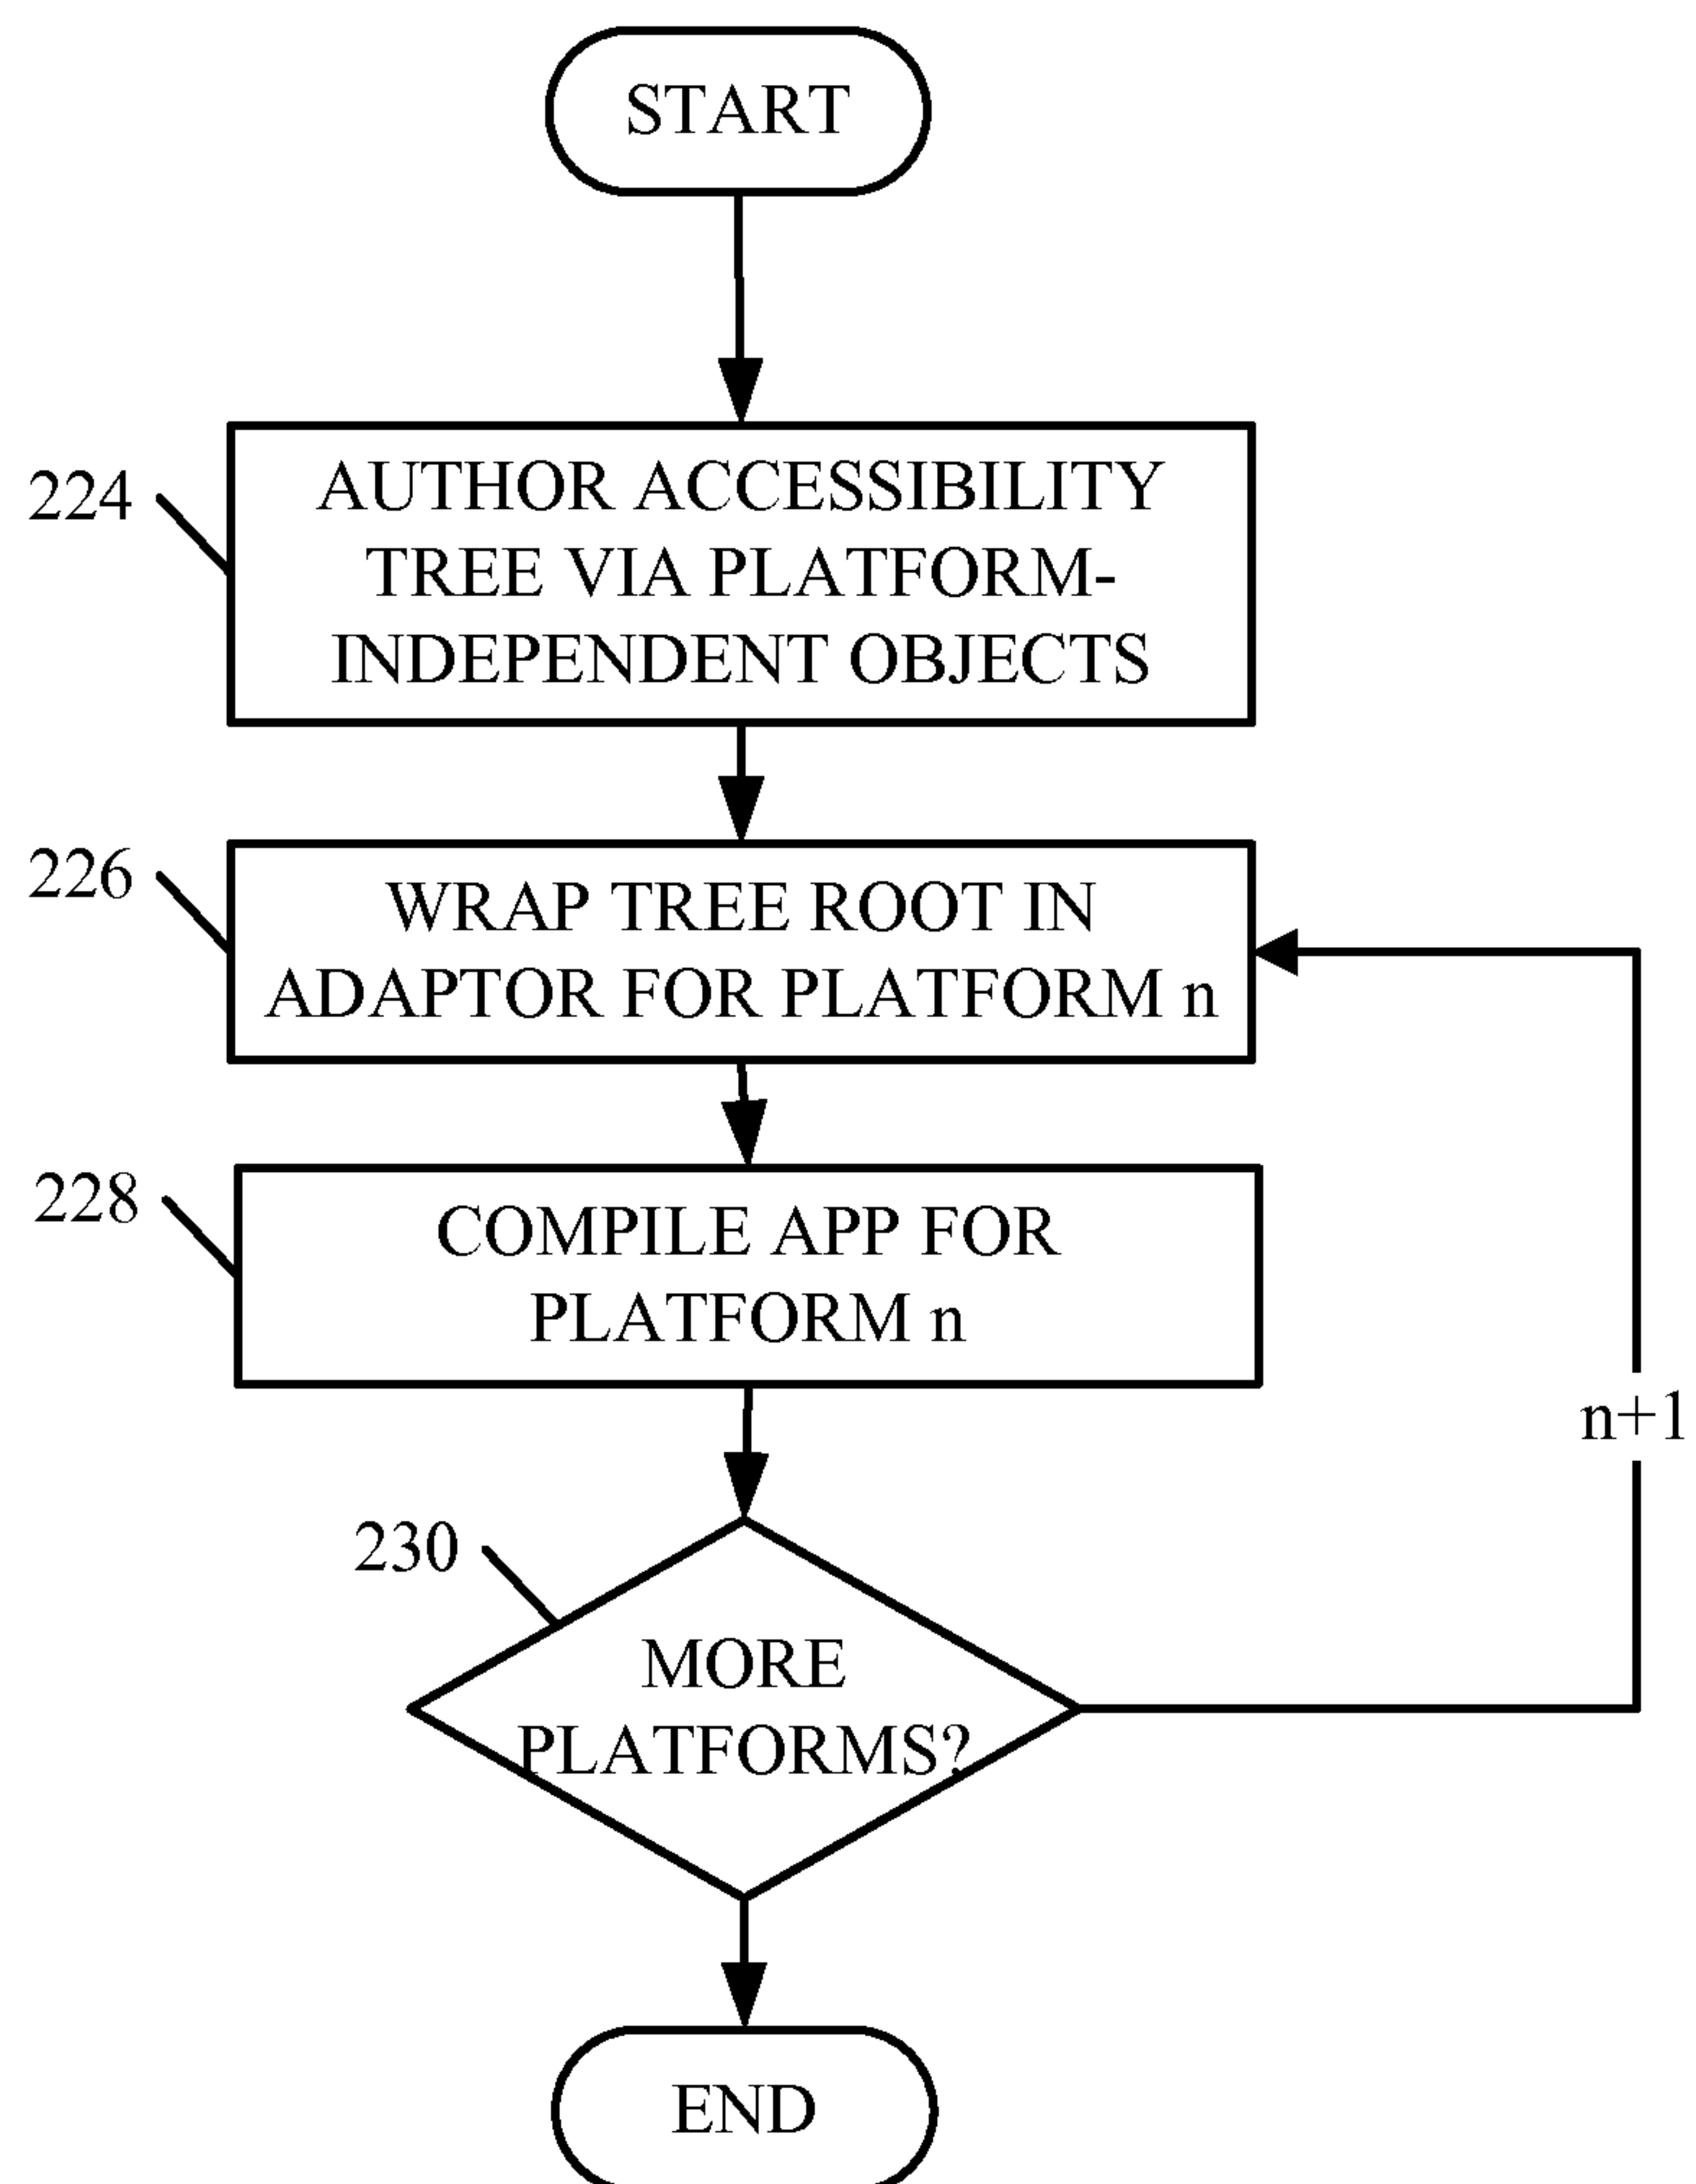 START
224
AUTHOR ACCESSIBILITY
TREE VIA PLATFORM-
INDEPENDENT OBJECTS
226
WRAP TREE ROOT IN
ADAPTOR FOR PLATFORM n
228
COMPILE APP FOR
PLATFORM n
n+1
230
MORE
PLATFORMS?
END